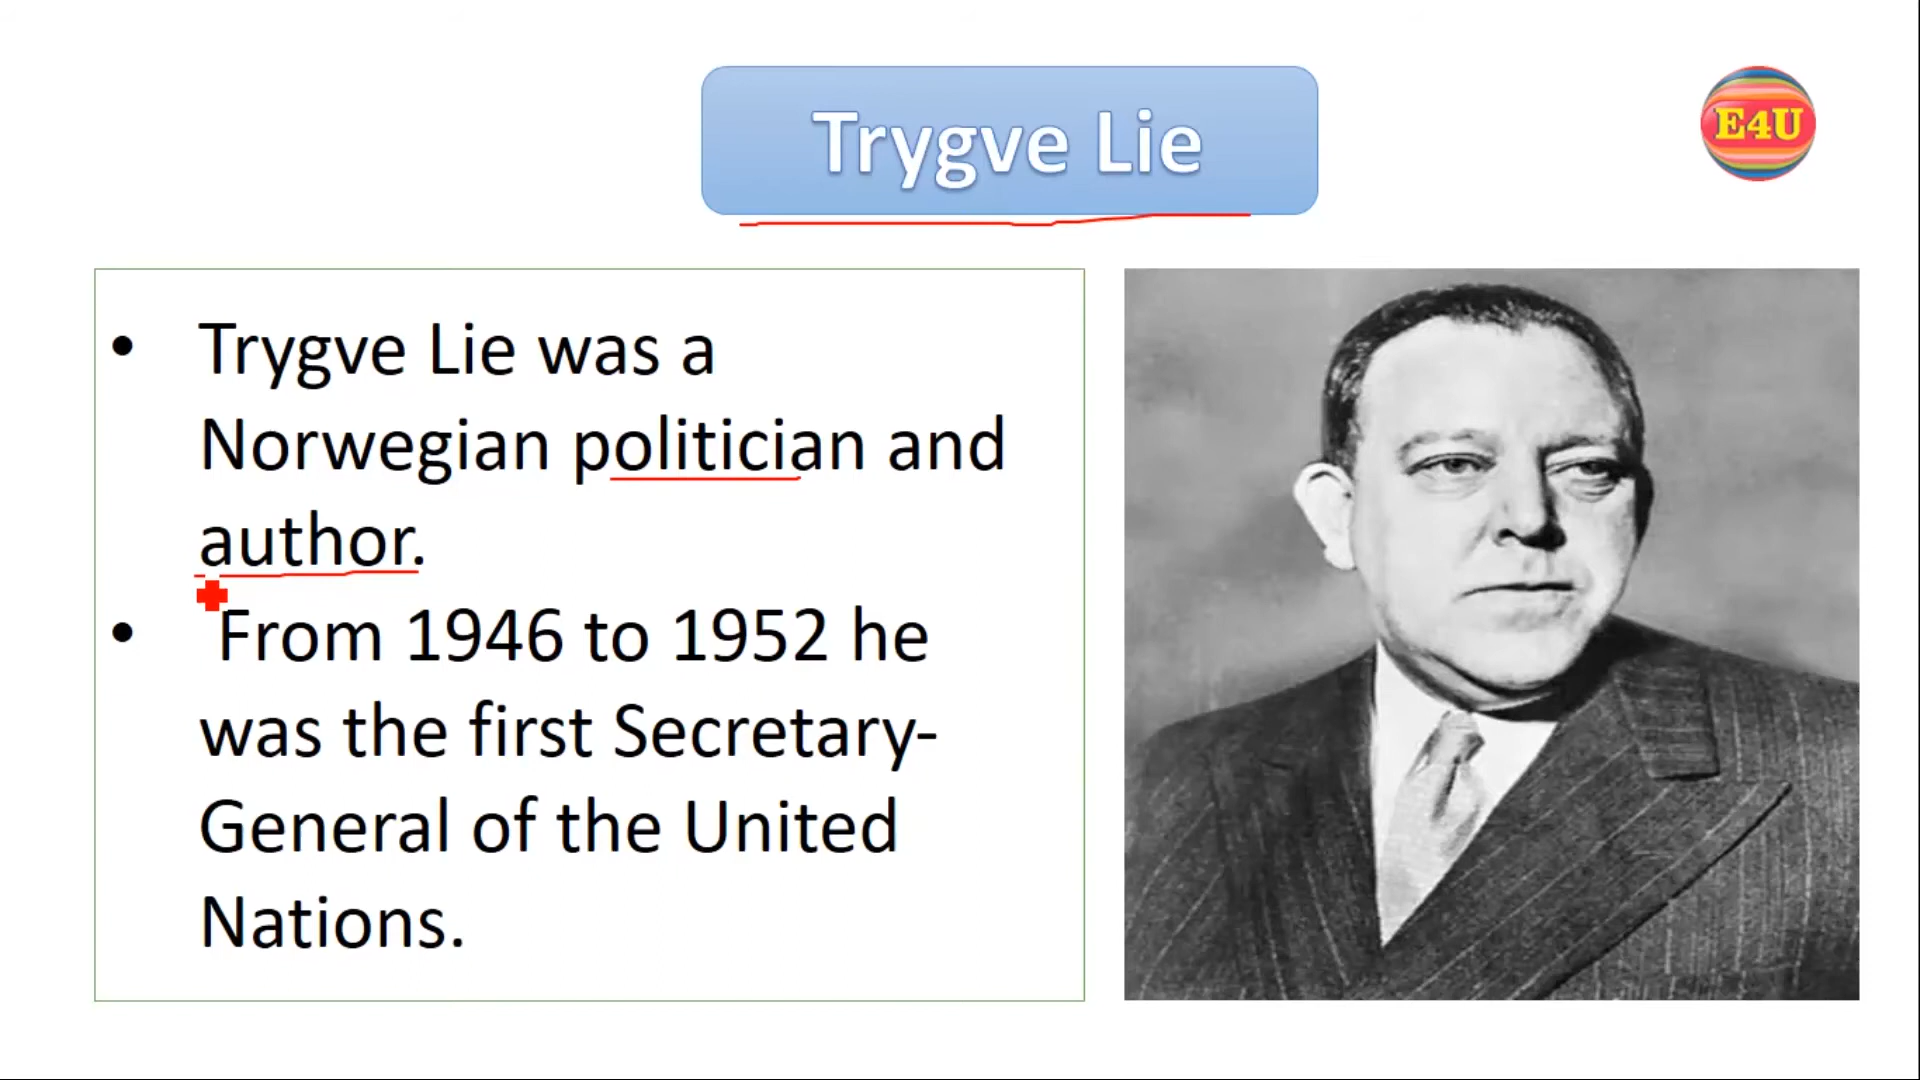 Trygve Lie
E4U
• Trygve Lie was a
Norwegian politician and
author.
• From 1946 to 1952 he
was the first Secretary-
General of the United
Nations.